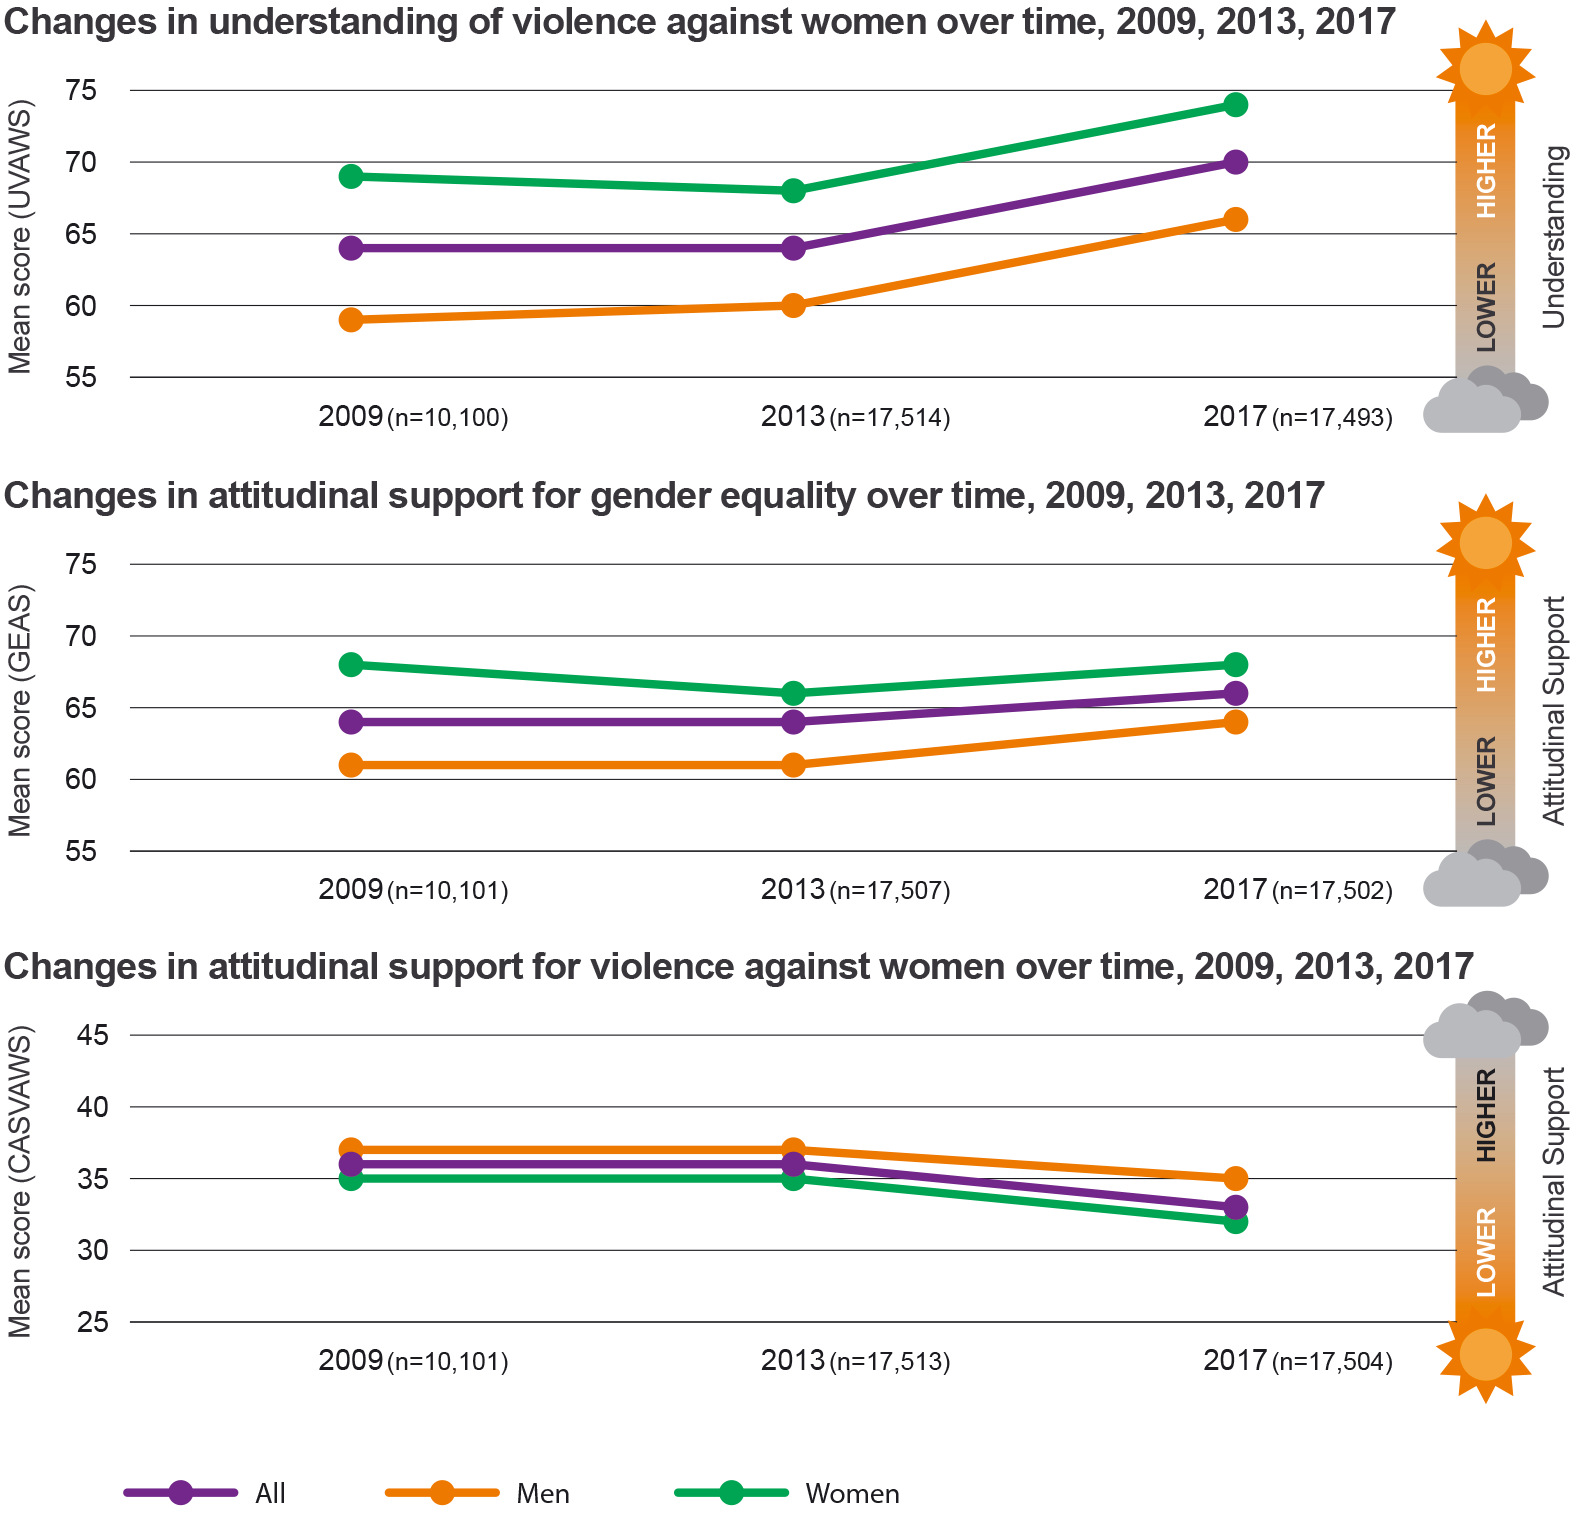 Changes in understanding of violence against women over time, 2009, 2013, 2017
Mean score (UVAWS)
75
70
65
60
55
2009 (n=10,100)
2013 (n=17,514)
2017 (n=17,493)
HIGHER
LOWER
Understanding
Changes in attitudinal support for gender equality over time, 2009, 2013, 2017
Mean score (GEAS)
75
70
65
60
55
2009 (n=10,101)
2013 (n=17,507)
2017 (n=17,502)
HIGHER
LOWER
Attitudinal Support
Changes in attitudinal support for violence against women over time, 2009, 2013, 2017
Mean score (CASVAWS)
45
40
35
30
25
2009 (n=10,101)
2013 (n=17,513)
2017 (n=17,504)
HIGHER
LOWER
Attitudinal Support
All
Men
Women